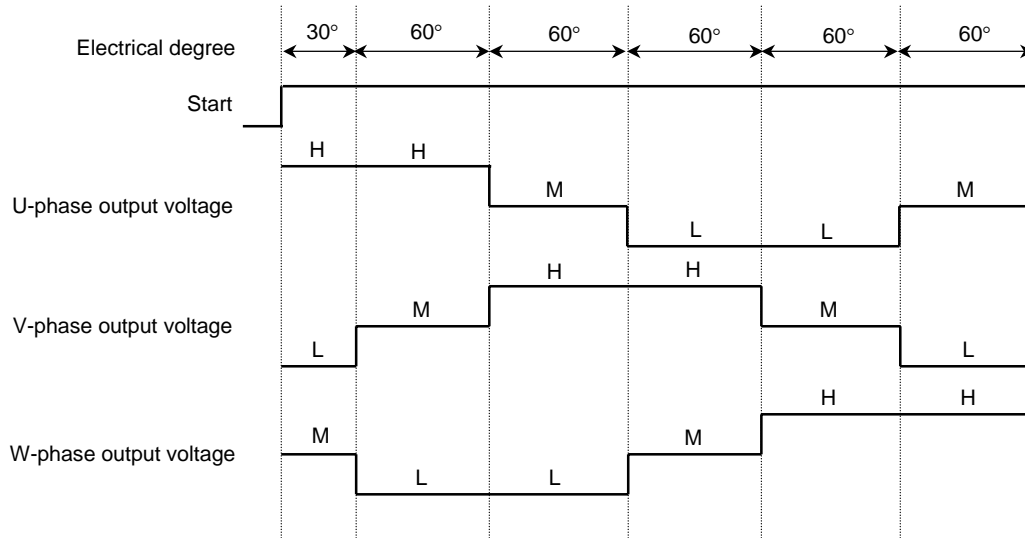 Electrical degree 30° 60° 60° 60° 60° 60°
Start
H H M L L M
U-phase output voltage
L M H H M L
V-phase output voltage
M L L M H H
W-phase output voltage